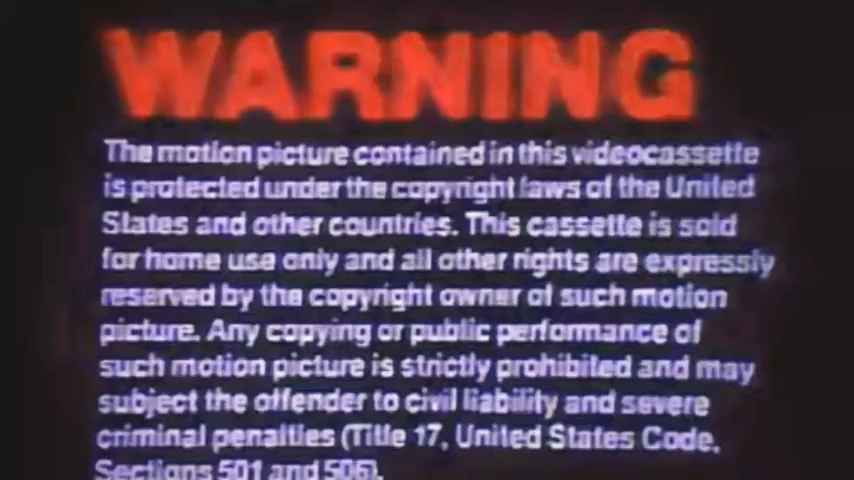 WARNING
The motion picture contained in this videocassette
is protected under the copyright laws of the United
States and other countries. This cassette is sold
for home use only and all other rights are expressly
reserved by the copyright owner of such motion
picture. Any copying or public performance of
such motion picture is strictly prohibited and may
subject the offender to civil liability and severe
criminal penalties (Title 17, United States Code,
Sections 501 and 506).